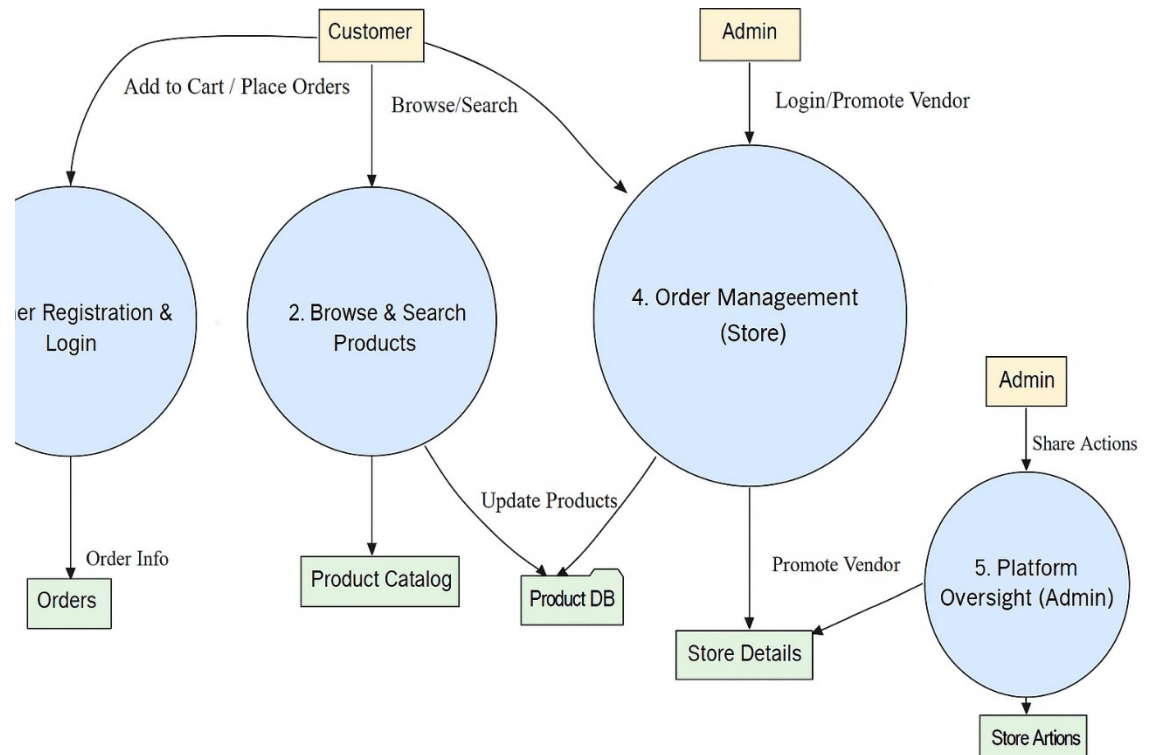 Customer
Admin
Add to Cart / Place Orders
Browse/Search
Login/Promote Vendor
er Registration &
Login
2. Browse & Search
Products
4. Order Manageement
(Store)
Admin
Share Actions
Update Products
Order Info
Orders
Product Catalog
Product DB
Promote Vendor
5. Platform
Oversight (Admin)
Store Details
Store Artions